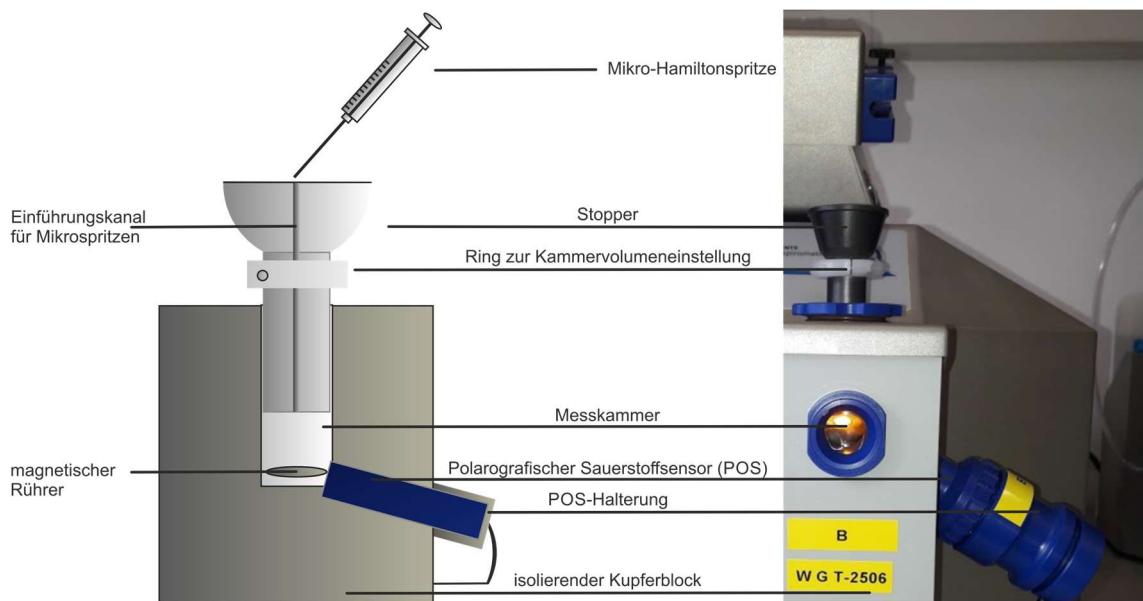 Mikro-Hamiltonspritze
Einführungskanal
für Mikrospritzen
Stopper
Ring zur Kammervolumeneinstellung
Messkammer
magnetischer
Rührer
Polarografischer Sauerstoffsensor (POS)
POS-Halterung
isolierender Kupferblock
B
W G T-2506